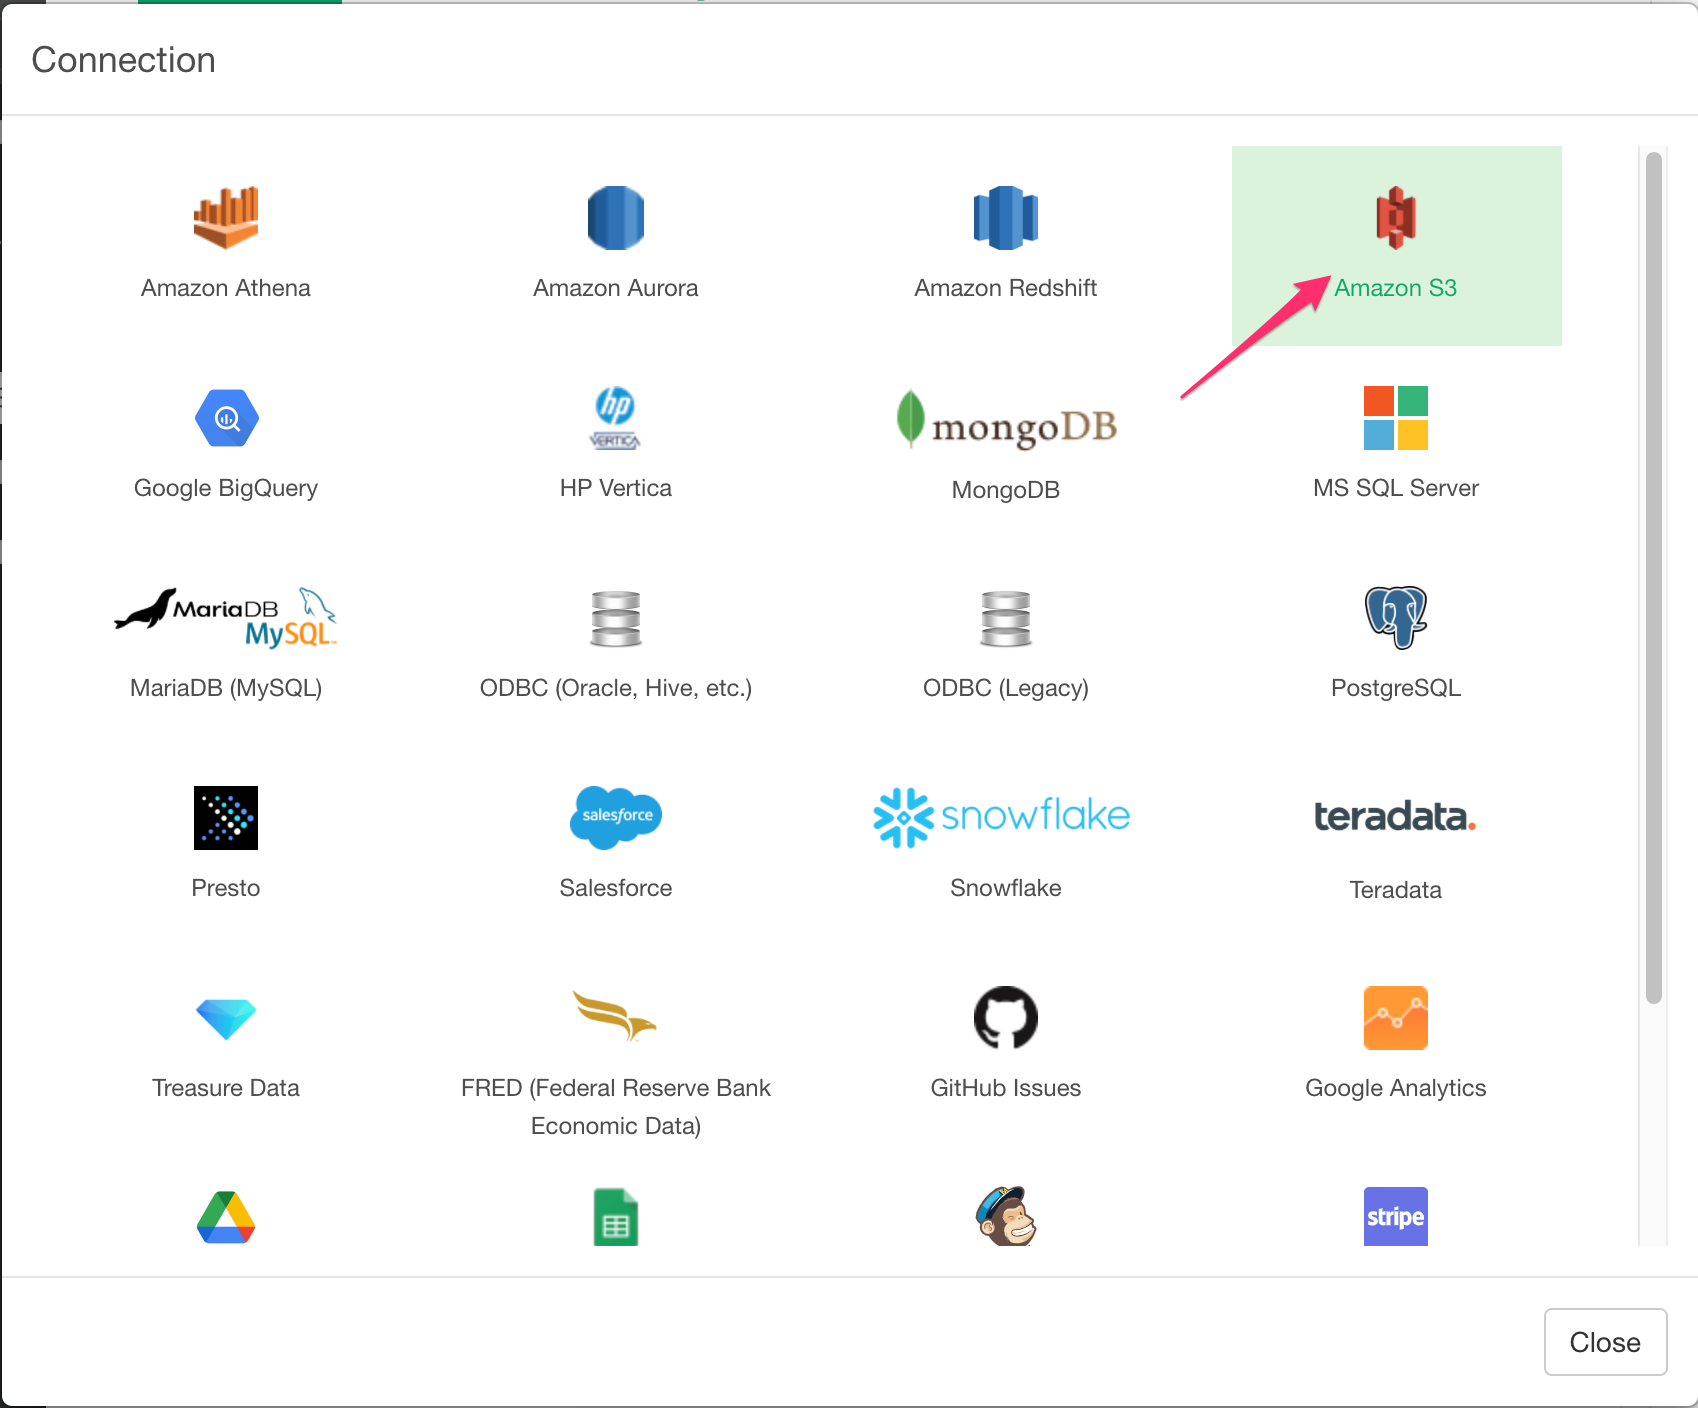 Connection
Amazon Athena
Amazon Aurora
Amazon Redshift
Amazon S3
hp
VERTICA
mongoDB
Google BigQuery
HP Vertica
MongoDB
MS SQL Server
MariaDB
MySQL
MariaDB (MySQL)
ODBC (Oracle, Hive, etc.)
ODBC (Legacy)
PostgreSQL
salesforce
snowflake
teradata.
Presto
Salesforce
Snowflake
Teradata
Treasure Data
FRED (Federal Reserve Bank
Economic Data)
GitHub Issues
Google Analytics
stripe
Close